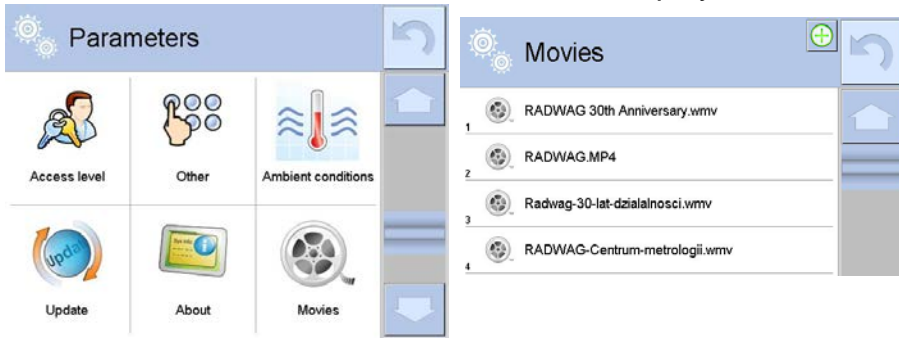 Parameters
Access level
Other
Ambient conditions
Update
Update
About
Movies
Movies
1 RADWAG 30th Anniversary.wmv
2 RADWAG.MP4
3 Radwag-30-lat-dzialalnosci.wmv
4 RADWAG-Centrum-metrologii.wmv